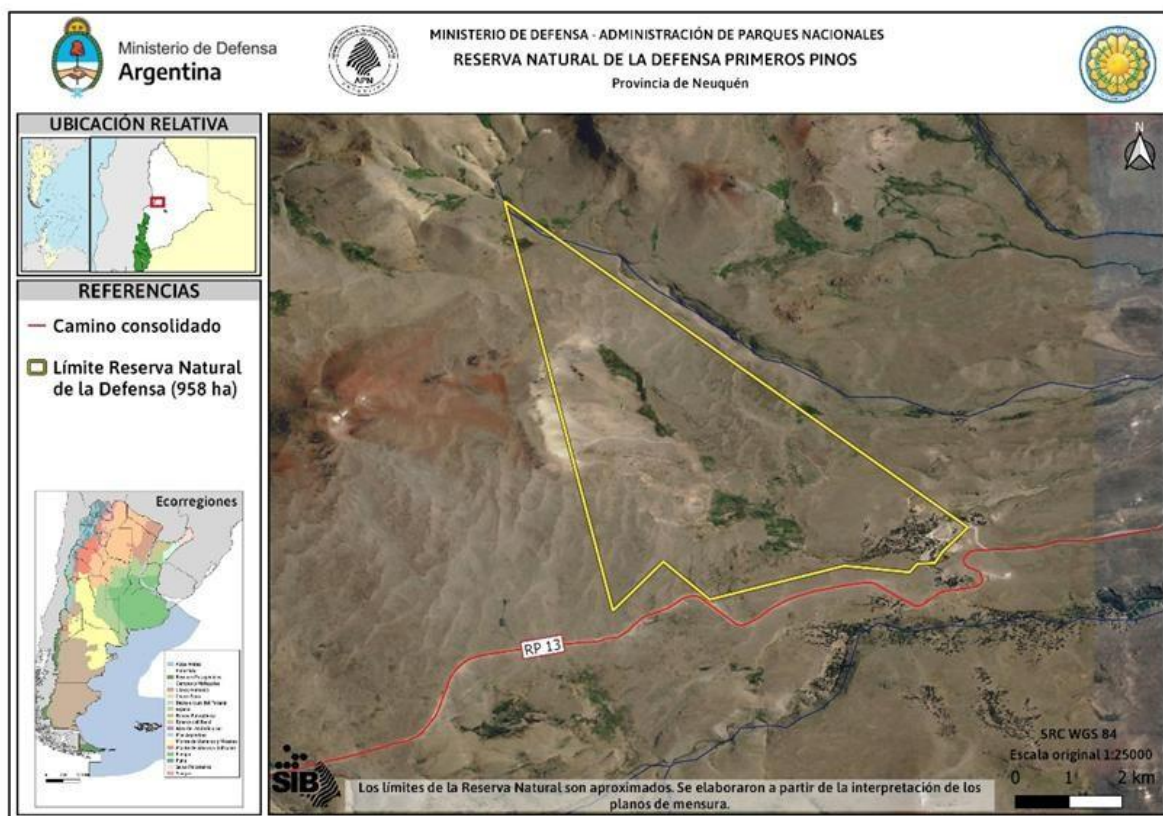 Ministerio de Defensa
Argentina
APN
MINISTERIO DE DEFENSA - ADMINISTRACIÓN DE PARQUES NACIONALES
RESERVA NATURAL DE LA DEFENSA PRIMEROS PINOS
Provincia de Neuquén
UBICACIÓN RELATIVA
REFERENCIAS
Camino consolidado
Límite Reserva Natural
de la Defensa (958 ha)
Ecorregiones
N
RP 13
SRC WGS 84
Escala original 1:25000
0 1 2 km
SIB
Los límites de la Reserva Natural son aproximados. Se elaboraron a partir de la interpretación de los
planos de mensura.